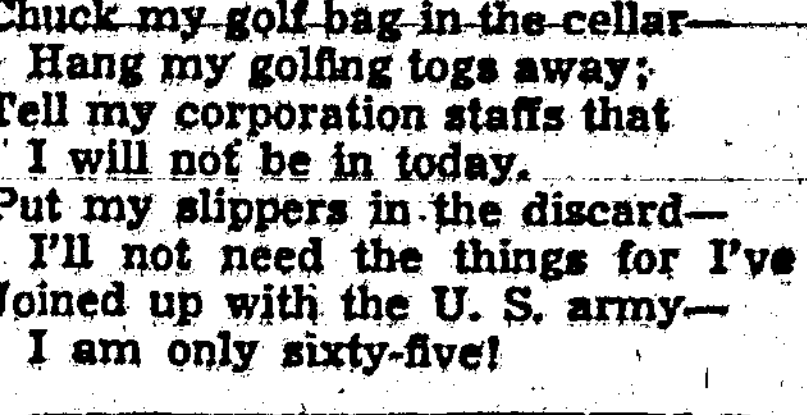 Chuck my golf bag in the cellar—
Hang my golfing togs away;
Tell my corporation staffs that
I will not be in today.
Put my slippers in the discard—
I'll not need the things for I've
Joined up with the U. S. army—
I am only sixty-five!